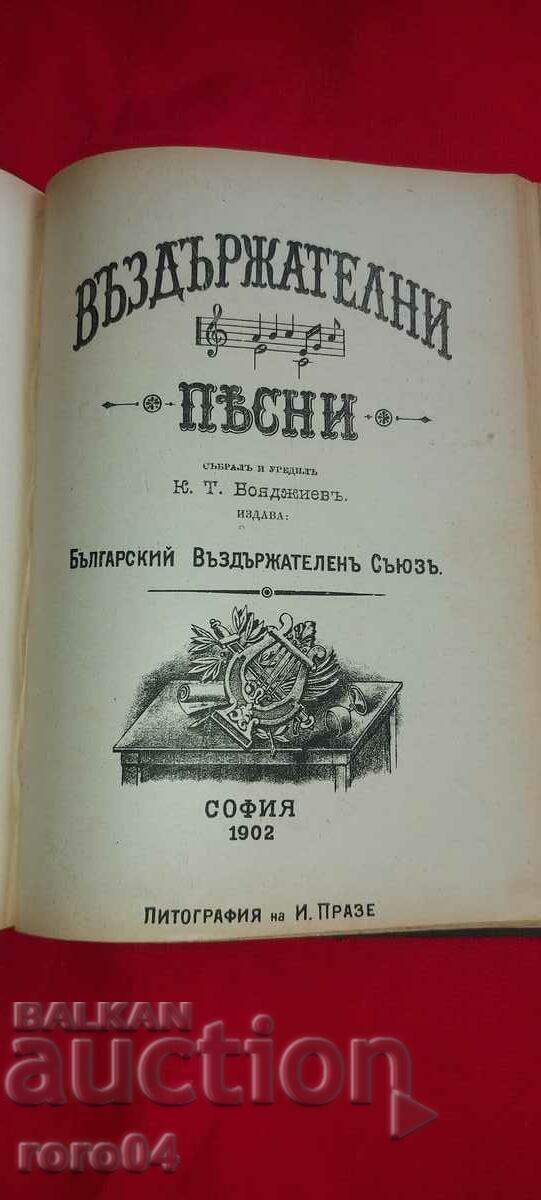 ВЪЗДЪРЖАТЕЛНИ
ПѢСНИ
СЪБРАЛЪ И УРЕДИЛЪ
К. Т. Бояджиевъ.
ИЗДАВА:
Българский Въздържателенъ Съюзъ.
СОФИЯ
1902
Литография на И. Празе
BALKAN
auction
roro04